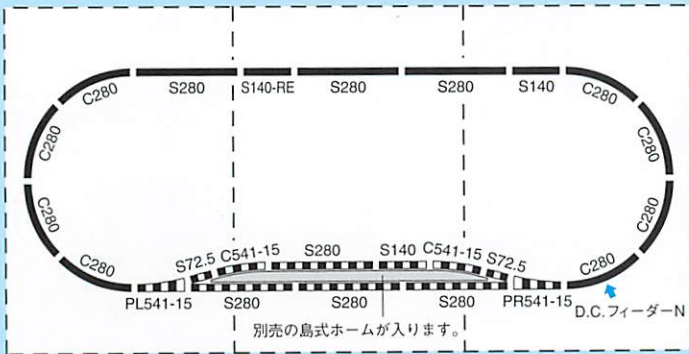 C280 S280 S140-RE S280 S280 S140 C280
C280 C280
C280 C280
C280 S72.5 C541-15 S280 S140 C541-15 S72.5 C280
PL541-15 S280 S280 S280 PR541-15 D.C.フィーダーN
別売の島式ホームが入ります。